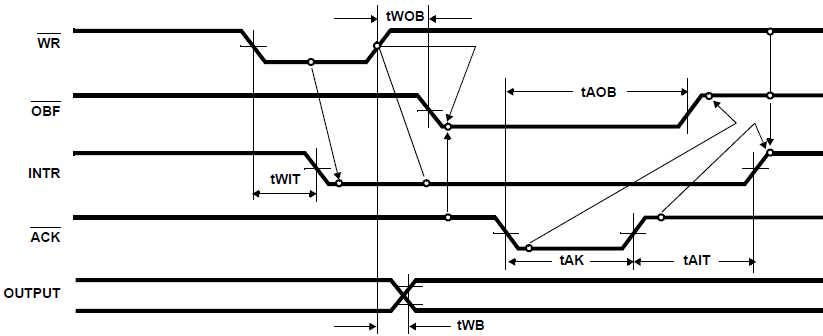 tWOB
WR
OBF
tAOB
INTR
tWIT
ACK
tAK
tAIT
OUTPUT
tWB